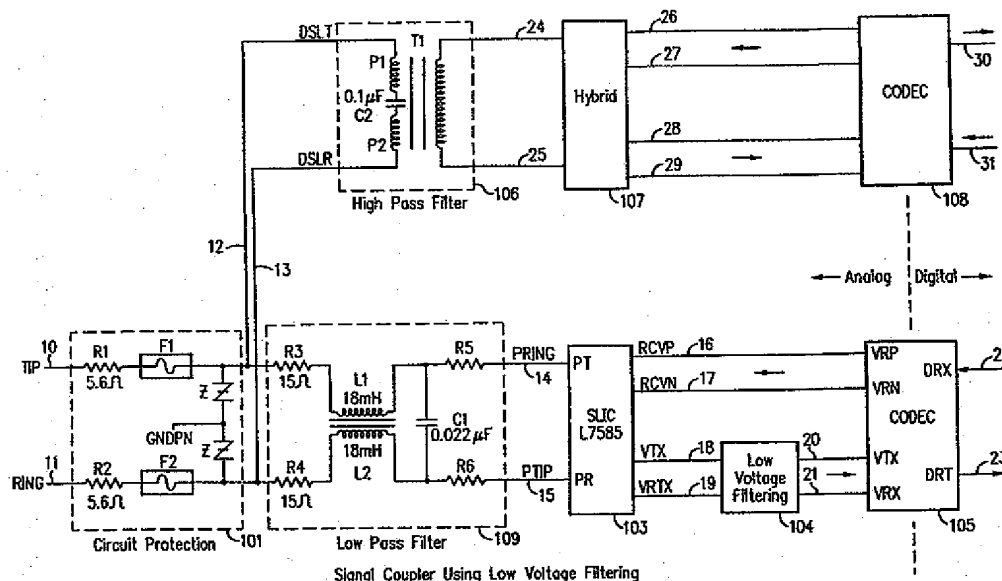 DSLT
T1
P1
0.1μF
C2
P2
DSLR
High Pass Filter
106
24
25
Hybrid
107
26
27
28
29
CODEC
108
30
31
12
13
Analog
Digital
10
TIP
R1
5.6Ω
F1
Z
GNDPN
Z
11
RING
R2
5.6Ω
F2
Circuit Protection
101
R3
15Ω
L1
18mH
18mH
L2
R4
15Ω
R5
C1
0.022μF
R6
Low Pass Filter
109
PRING
14
PTIP
15
PT
SLIC
L7585
PR
103
RCVP
16
RCVN
17
VTX
18
VRTX
19
Low
Voltage
Filtering
104
20
21
VRP
VRN
DRX
CODEC
VTX
DRT
VRX
105
23
Signal Coupler Using Low Voltage Filtering